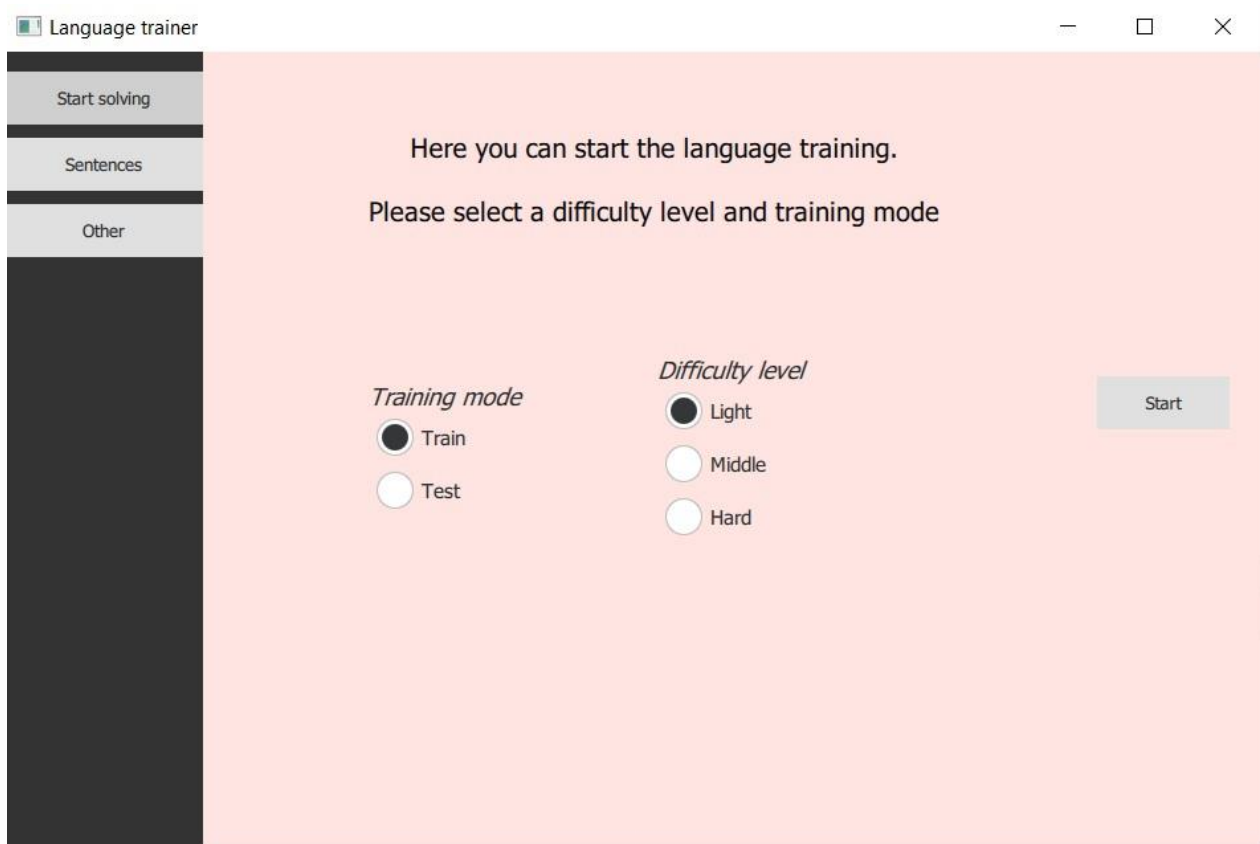 Language trainer
Start solving
Sentences
Other
Here you can start the language training.
Please select a difficulty level and training mode
Training mode
Train
Test
Difficulty level
Light
Middle
Hard
Start